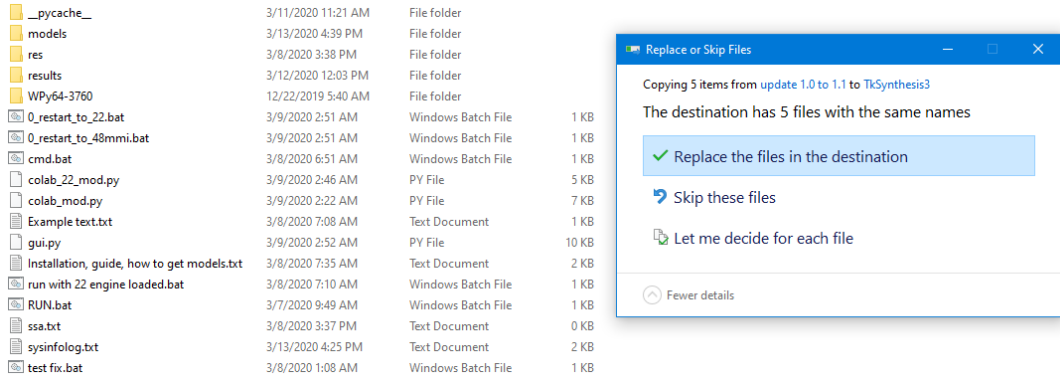 __pycache__ 3/11/2020 11:21 AM File folder
models 3/13/2020 4:39 PM File folder
res 3/8/2020 3:38 PM File folder
results 3/12/2020 12:03 PM File folder
WPy64-3760 12/22/2019 5:40 AM File folder
0_restart_to_22.bat 3/9/2020 2:51 AM Windows Batch File 1 KB
0_restart_to_48mmi.bat 3/9/2020 2:51 AM Windows Batch File 1 KB
cmd.bat 3/8/2020 6:51 AM Windows Batch File 1 KB
colab_22_mod.py 3/9/2020 2:46 AM PY File 5 KB
colab_mod.py 3/9/2020 2:22 AM PY File 7 KB
Example text.txt 3/8/2020 7:08 AM Text Document 1 KB
gui.py 3/9/2020 2:52 AM PY File 10 KB
Installation, guide, how to get models.txt 3/8/2020 7:35 AM Text Document 2 KB
run with 22 engine loaded.bat 3/8/2020 7:10 AM Windows Batch File 1 KB
RUN.bat 3/7/2020 9:49 AM Windows Batch File 1 KB
ssa.txt 3/8/2020 3:37 PM Text Document 0 KB
sysinfolog.txt 3/13/2020 4:25 PM Text Document 2 KB
test fix.bat 3/8/2020 1:08 AM Windows Batch File 1 KB
Replace or Skip Files
Copying 5 items from update 1.0 to 1.1 to TkSynthesis3
The destination has 5 files with the same names
Replace the files in the destination
Skip these files
Let me decide for each file
Fewer details